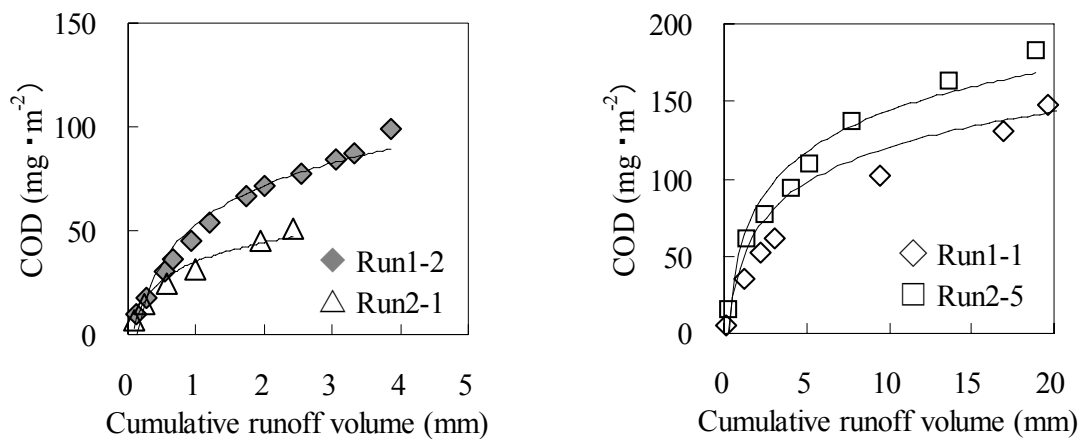 150
100
50
0
COD (mg・m-2)
Run1-2
Run2-1
0 1 2 3 4 5
Cumulative runoff volume (mm)
200
150
100
50
0
COD (mg・m-2)
Run1-1
Run2-5
0 5 10 15 20
Cumulative runoff volume (mm)